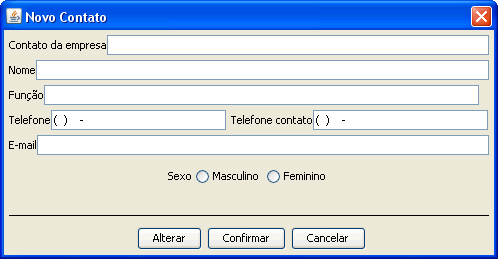 Novo Contato
Contato da empresa
Nome
Função
Telefone ( ) - Telefone contato ( ) -
E-mail
Sexo Masculino Feminino
Alterar Confirmar Cancelar